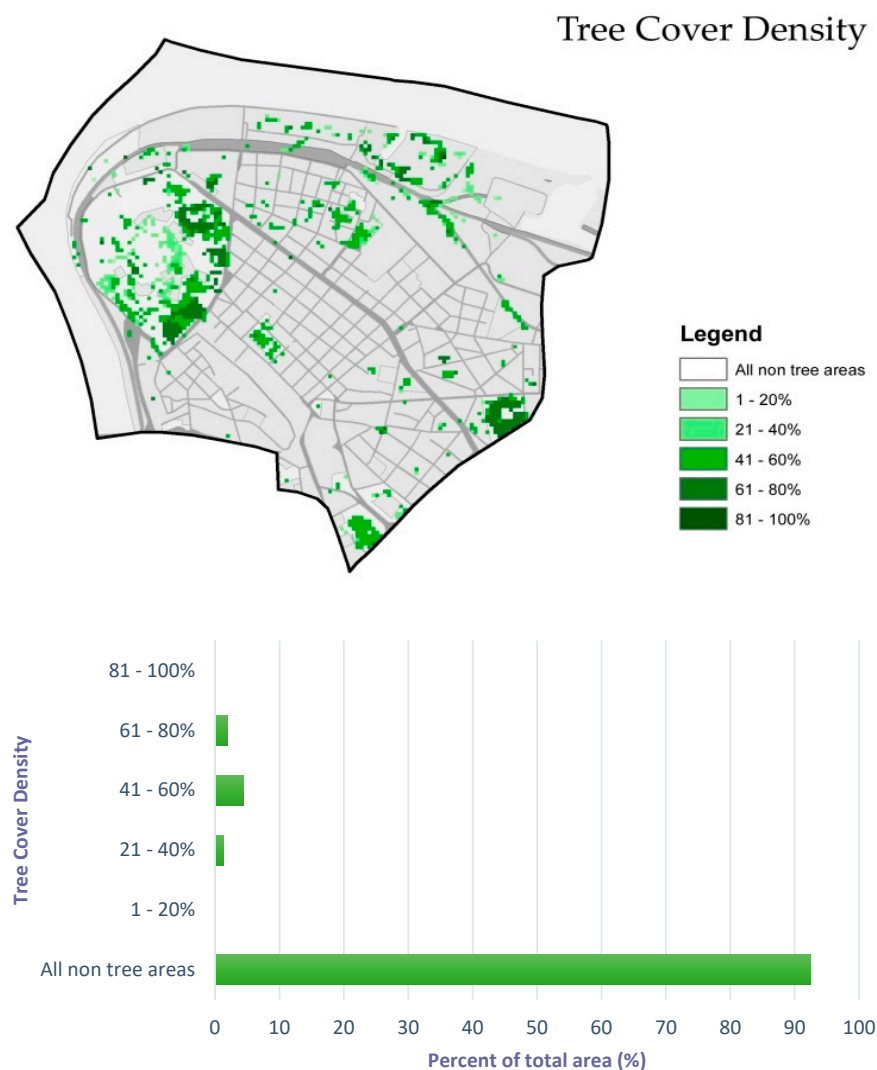 Tree Cover Density
Legend
All non tree areas
1 - 20%
21 - 40%
41 - 60%
61 - 80%
81 - 100%
Tree Cover Density
81 - 100%
61 - 80%
41 - 60%
21 - 40%
1 - 20%
All non tree areas
0 10 20 30 40 50 60 70 80 90 100
Percent of total area (%)